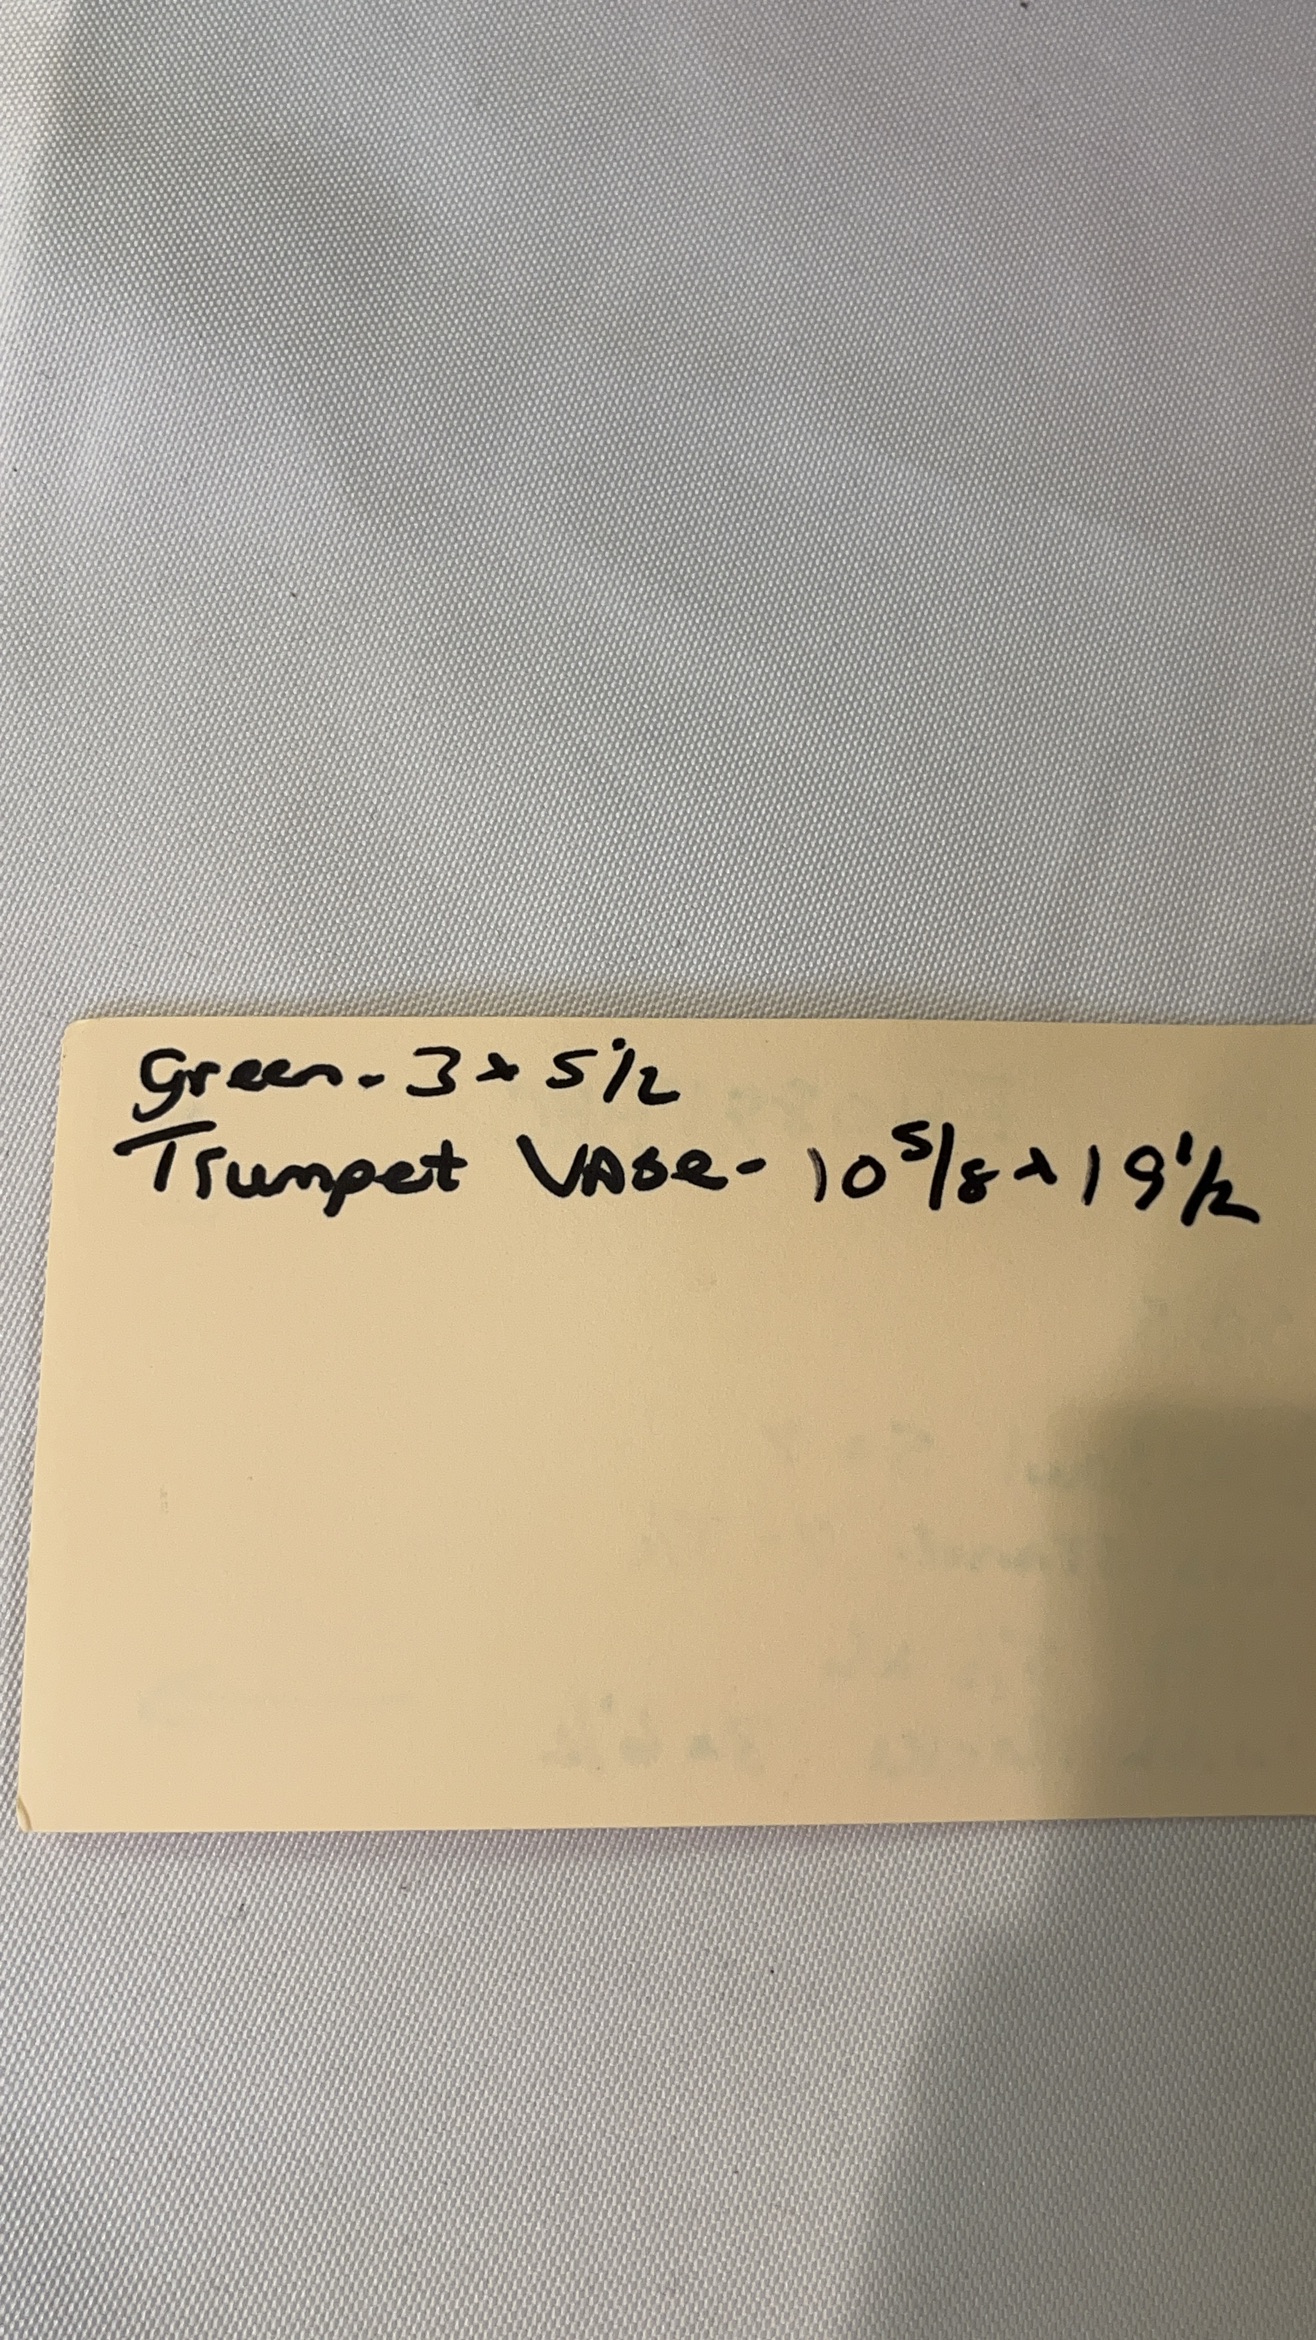 Green - 3 x 5 1/2
Trumpet VASe - 10 5/8 x 19 1/2